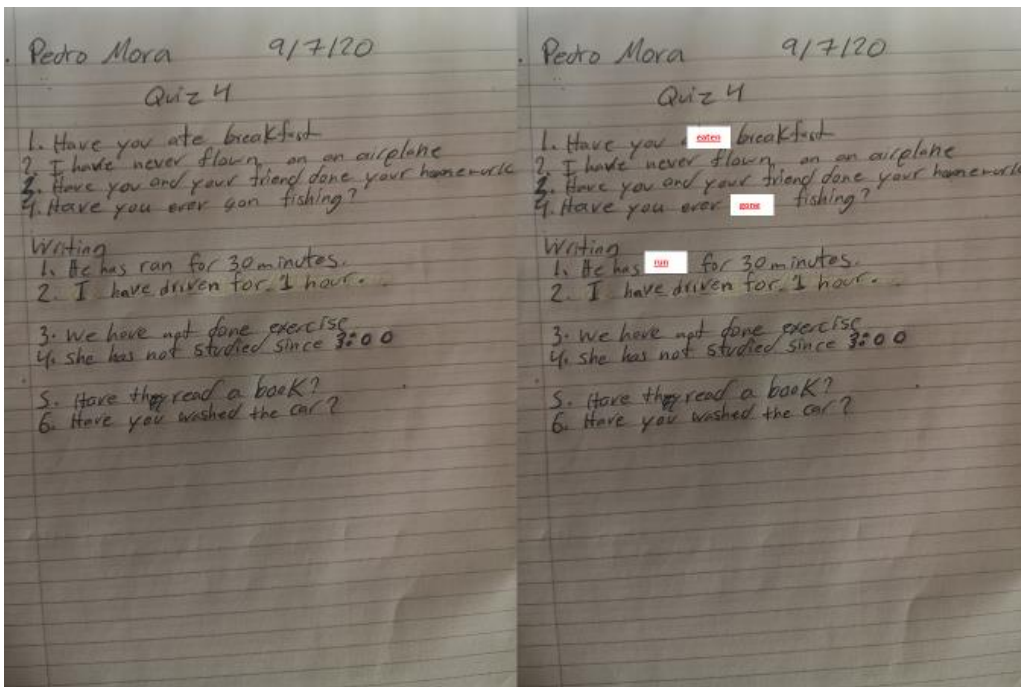 Pedro Mora 9/7/20
Quiz 4
1. Have you ate breakfast
2. I have never flown on an airplane
3. Have you and your friend done your homework
4. Have you ever gon fishing?
Writing
1. He has ran for 30 minutes.
2. I have driven for 1 hour.
3. We have not done exercise
4. she has not studied since 3:00
5. Have they read a book?
6. Have you washed the car?
Pedro Mora 9/7/20
Quiz 4
1. Have you eaten breakfast
2. I have never flown on an airplane
3. Have you and your friend done your homework
4. Have you ever gone fishing?
Writing
1. He has run for 30 minutes.
2. I have driven for 1 hour.
3. We have not done exercise
4. she has not studied since 3:00
5. Have they read a book?
6. Have you washed the car?